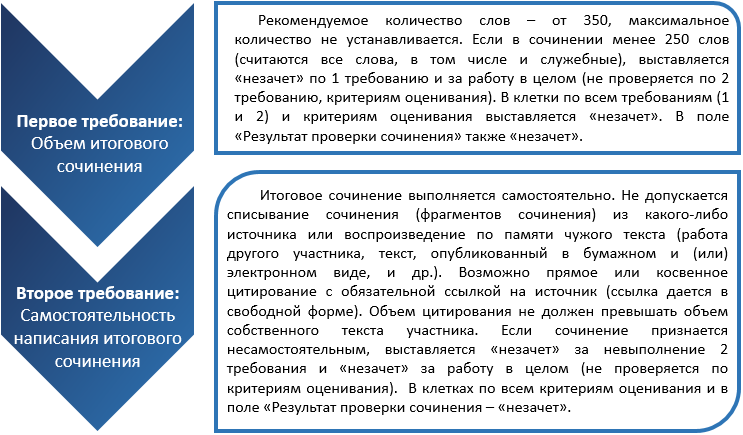 Первое требование:
Объем итогового
сочинения
Рекомендуемое количество слов – от 350, максимальное
количество не устанавливается. Если в сочинении менее 250 слов
(считаются все слова, в том числе и служебные), выставляется
«незачет» по 1 требованию и за работу в целом (не проверяется по 2
требованию, критериям оценивания). В клетки по всем требованиям (1
и 2) и критериям оценивания выставляется «незачет». В поле
«Результат проверки сочинения» также «незачет».
Второе требование:
Самостоятельность
написания итогового
сочинения
Итоговое сочинение выполняется самостоятельно. Не допускается
списывание сочинения (фрагментов сочинения) из какого-либо
источника или воспроизведение по памяти чужого текста (работа
другого участника, текст, опубликованный в бумажном и (или)
электронном виде, и др.). Возможно прямое или косвенное
цитирование с обязательной ссылкой на источник (ссылка дается в
свободной форме). Объем цитирования не должен превышать объем
собственного текста участника. Если сочинение признается
несамостоятельным, выставляется «незачет» за невыполнение 2
требования и «незачет» за работу в целом (не проверяется по
критериям оценивания). В клетках по всем критериям оценивания и в
поле «Результат проверки сочинения – «незачет».